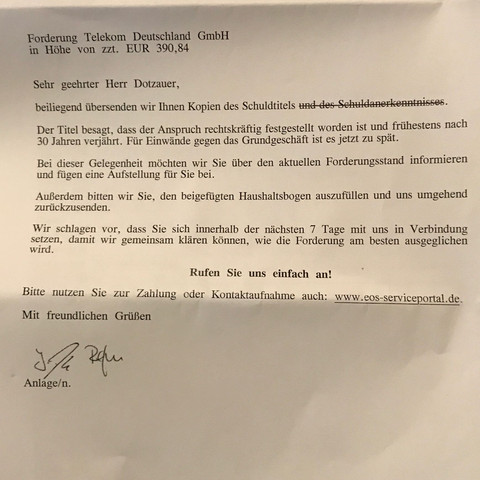 Forderung Telekom Deutschland GmbH
in Höhe von zzt. EUR 390,84
Sehr geehrter Herr Dotzauer,
beiliegend übersenden wir Ihnen Kopien des Schuldtitels und des Schuldanerkenntnisses.
Der Titel besagt, dass der Anspruch rechtskräftig festgestellt worden ist und frühestens nach
30 Jahren verjährt. Für Einwände gegen das Grundgeschäft ist es jetzt zu spät.
Bei dieser Gelegenheit möchten wir Sie über den aktuellen Forderungsstand informieren
und fügen eine Aufstellung für Sie bei.
Außerdem bitten wir Sie, den beigefügten Haushaltsbogen auszufüllen und uns umgehend
zurückzusenden.
Wir schlagen vor, dass Sie sich innerhalb der nächsten 7 Tage mit uns in Verbindung
setzen, damit wir gemeinsam klären können, wie die Forderung am besten ausgeglichen
wird.
Rufen Sie uns einfach an!
Bitte nutzen Sie zur Zahlung oder Kontaktaufnahme auch: www.eos-serviceportal.de.
Mit freundlichen Grüßen
Anlage/n.